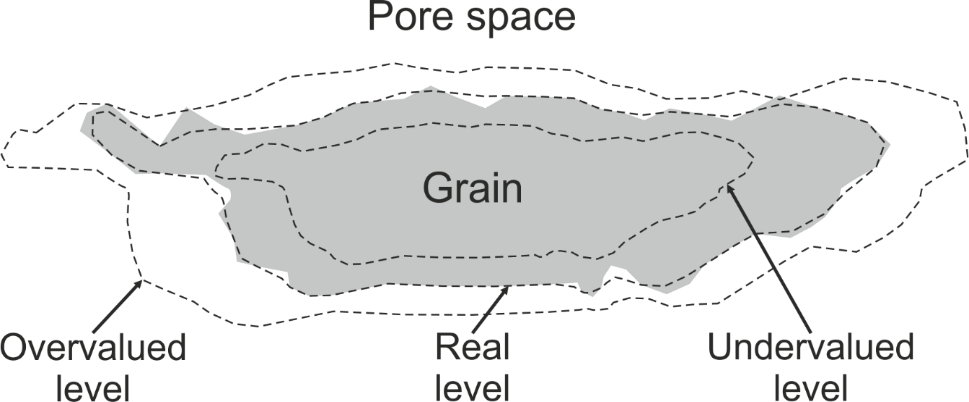 Pore space
Grain
Overvalued
level
Real
level
Undervalued
level